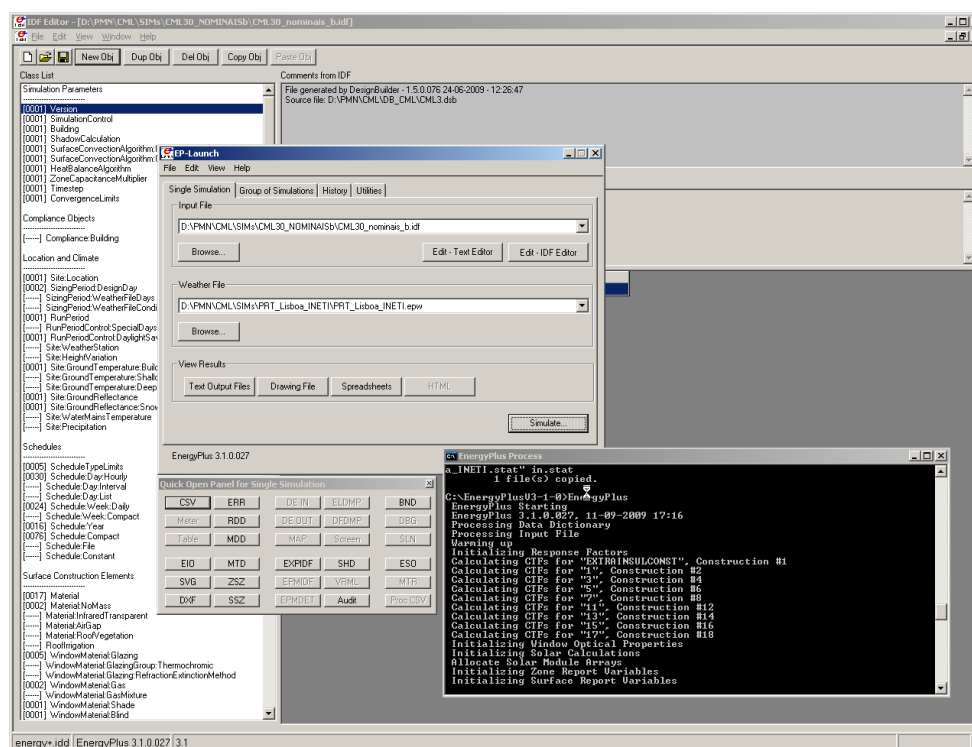 IDF Editor - [D:\PMN\CML\SIMs\CML30_NOMINAISb\CML30_nominais_b.idf]
File Edit View Window Help
New Obj Dup Obj Del Obj Copy Obj Paste Obj
Class List
Comments from IDF
Simulation Parameters
[0001] Version
[0001] SimulationControl
[0001] Building
[0001] ShadowCalculation
[0001] SurfaceConvectionAlgorithm:I
[0001] SurfaceConvectionAlgorithm:
[0001] HeatBalanceAlgorithm
[0001] ZoneCapacitanceMultiplier
[0001] Timestep
[0001] ConvergenceLimits
Compliance Objects
[------] Compliance:Building
Location and Climate
[0001] Site:Location
[0002] SizingPeriod:DesignDay
[------] SizingPeriod:WeatherFileDays
[------] SizingPeriod:WeatherFileCondi
[0001] RunPeriod
[------] RunPeriodControl:SpecialDays
[0001] RunPeriodControl:DaylightSav
[------] Site:WeatherStation
[------] Site:HeightVariation
[0001] Site:GroundTemperature:Build
[------] Site:GroundTemperature:Shallo
[------] Site:GroundTemperature:Deep
[0001] Site:GroundReflectance
[0001] Site:GroundReflectance:Snow
[------] Site:WaterMainsTemperature
[------] Site:Precipitation
Schedules
[0005] ScheduleTypeLimits
[0030] Schedule:Day:Hourly
[------] Schedule:Day:Interval
[------] Schedule:Day:List
[0024] Schedule:Week:Daily
[------] Schedule:Week:Compact
[0016] Schedule:Year
[0076] Schedule:Compact
[------] Schedule:File
[------] Schedule:Constant
Surface Construction Elements
[0017] Material
[0002] Material:NoMass
[------] Material:InfraredTransparent
[------] Material:AirGap
[------] Material:RoofVegetation
[------] RoofIrrigation
[0005] WindowMaterial:Glazing
[------] WindowMaterial:GlazingGroup:Thermochromic
[------] WindowMaterial:Glazing:RefractionExtinctionMethod
[0002] WindowMaterial:Gas
[------] WindowMaterial:GasMixture
[0001] WindowMaterial:Shade
[0001] WindowMaterial:Blind
File generated by DesignBuilder - 1.5.0.076 24-06-2009 - 12:26:47
Source file: D:\PMN\CML\DB_CML\CML3.dsb
EP-Launch
File Edit View Help
Single Simulation Group of Simulations History Utilities
Input File
D:\PMN\CML\SIMs\CML30_NOMINAISb\CML30_nominais_b.idf
Browse... Edit - Text Editor Edit - IDF Editor
Weather File
D:\PMN\CML\SIMs\PRT_Lisboa_INETI\PRT_Lisboa_INETI.epw
Browse...
View Results
Text Output Files Drawing File Spreadsheets HTML
Simulate...
EnergyPlus 3.1.0.027
Quick Open Panel for Single Simulation
CSV ERR DE IN ELDMP BND
Meter RDD DE OUT DFDMP DBG
Table MDD MAP Screen SLN
EIO MTD EXPIDF SHD ESO
SVG ZSZ EPMIDF VRML MTR
DXF SSZ EPMDET Audit Proc CSV
EnergyPlus Process
a_INETI.stat" in.stat
1 file(s) copied.
C:\EnergyPlusV3-1-0>EnergyPlus
EnergyPlus Starting
EnergyPlus 3.1.0.027, 11-09-2009 17:16
Processing Data Dictionary
Processing Input File
Warming up
Initializing Response Factors
Calculating CTFs for "EXTRAINSULCONST", Construction #1
Calculating CTFs for "1", Construction #2
Calculating CTFs for "3", Construction #4
Calculating CTFs for "5", Construction #6
Calculating CTFs for "7", Construction #8
Calculating CTFs for "11", Construction #12
Calculating CTFs for "13", Construction #14
Calculating CTFs for "15", Construction #16
Calculating CTFs for "17", Construction #18
Initializing Window Optical Properties
Initializing Solar Calculations
Allocate Solar Module Arrays
Initializing Zone Report Variables
Initializing Surface Report Variables
energy+.idd EnergyPlus 3.1.0.027 3.1